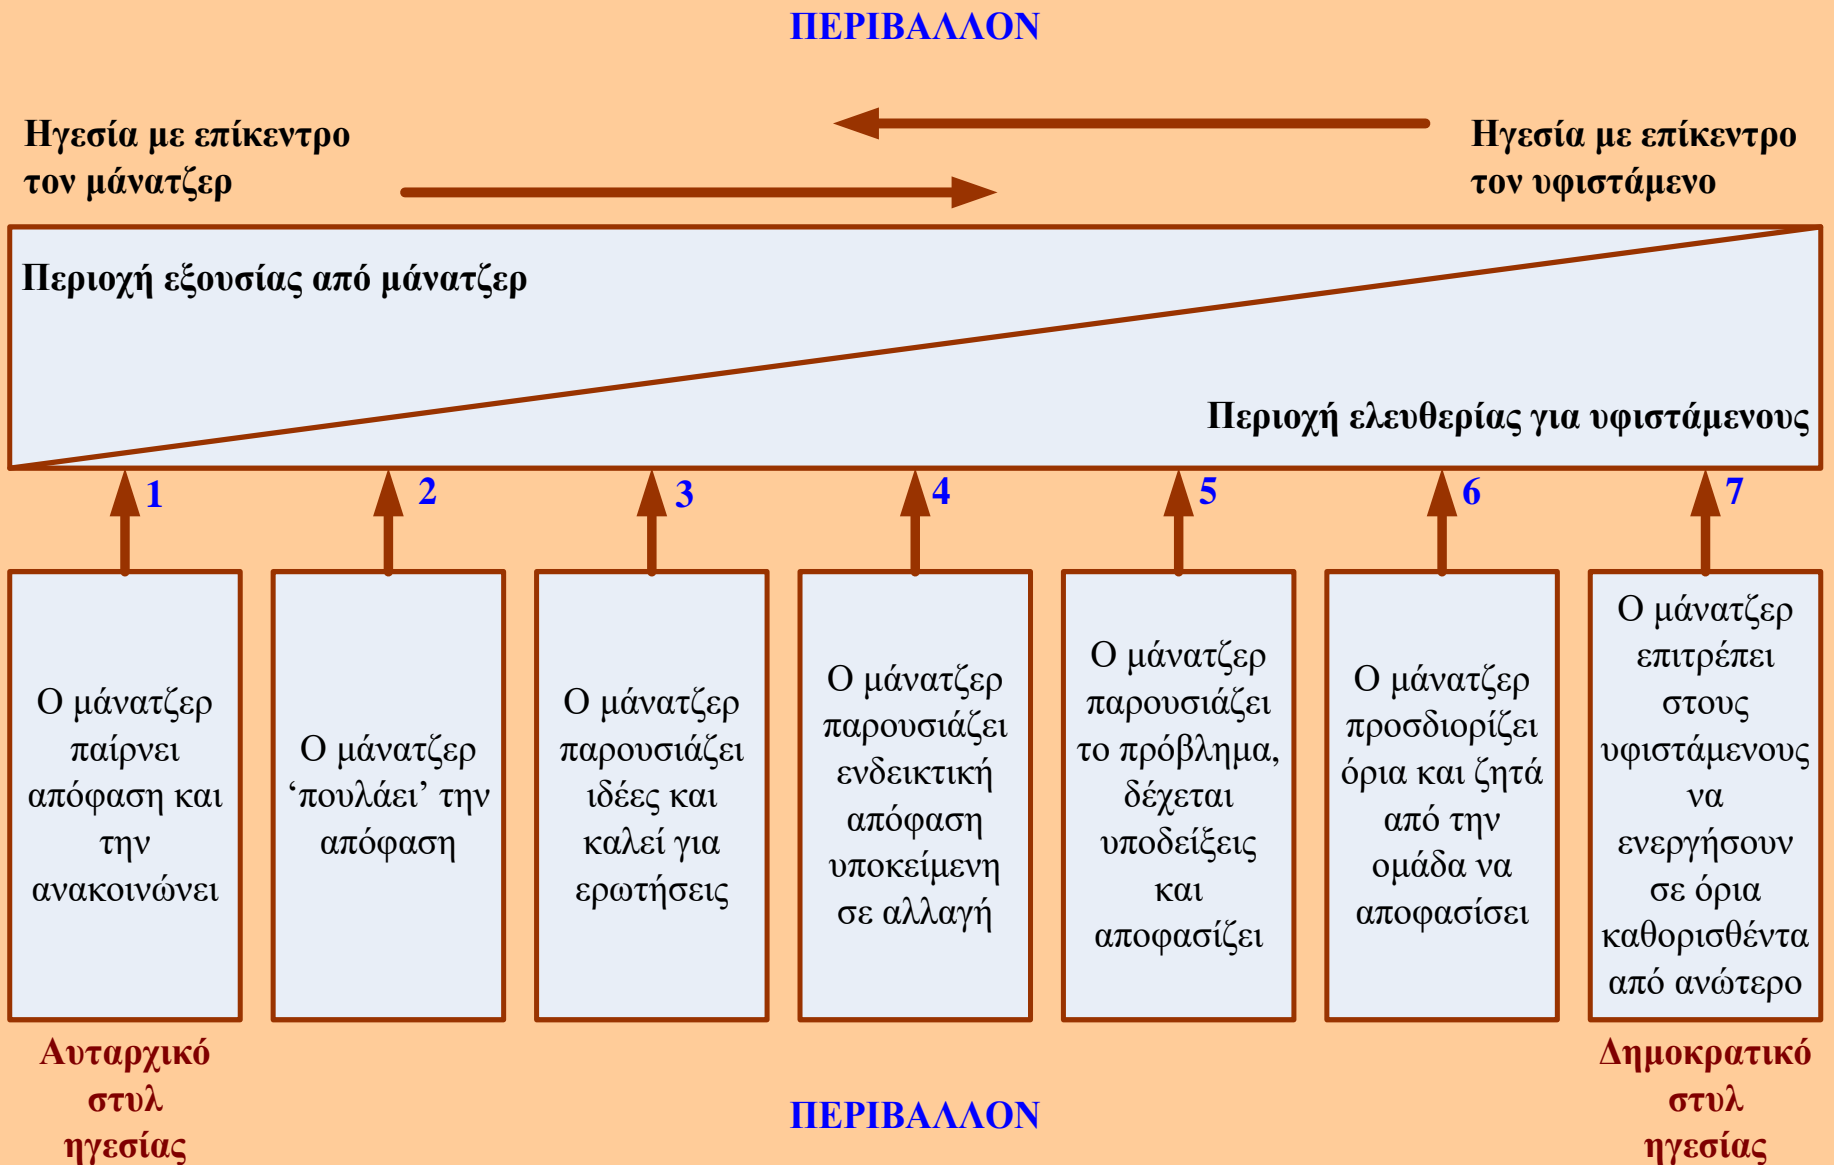 ΠΕΡΙΒΑΛΛΟΝ
Ηγεσία με επίκεντρο
τον μάνατζερ
Ηγεσία με επίκεντρο
τον υφιστάμενο
Περιοχή εξουσίας από μάνατζερ
Περιοχή ελευθερίας για υφιστάμενους
1
2
3
4
5
6
7
Ο μάνατζερ
παίρνει
απόφαση και
την
ανακοινώνει
Ο μάνατζερ
‘πουλάει’ την
απόφαση
Ο μάνατζερ
παρουσιάζει
ιδέες και
καλεί για
ερωτήσεις
Ο μάνατζερ
παρουσιάζει
ενδεικτική
απόφαση
υποκείμενη
σε αλλαγή
Ο μάνατζερ
παρουσιάζει
το πρόβλημα,
δέχεται
υποδείξεις
και
αποφασίζει
Ο μάνατζερ
προσδιορίζει
όρια και ζητά
από την
ομάδα να
αποφασίσει
Ο μάνατζερ
επιτρέπει
στους
υφιστάμενους
να
ενεργήσουν
σε όρια
καθορισθέντα
από ανώτερο
Αυταρχικό
στυλ
ηγεσίας
ΠΕΡΙΒΑΛΛΟΝ
Δημοκρατικό
στυλ
ηγεσίας